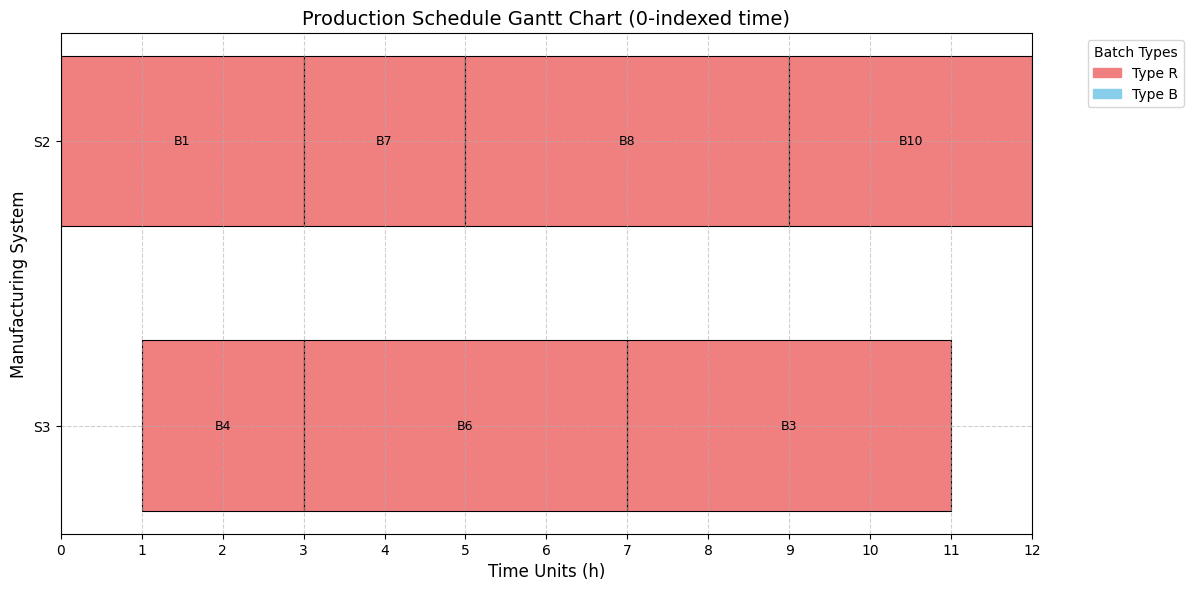 Production Schedule Gantt Chart (0-indexed time)
Batch Types
Type R
Type B
Manufacturing System
S2
B1 B7 B8 B10
S3
B4 B6 B3
0 1 2 3 4 5 6 7 8 9 10 11 12
Time Units (h)